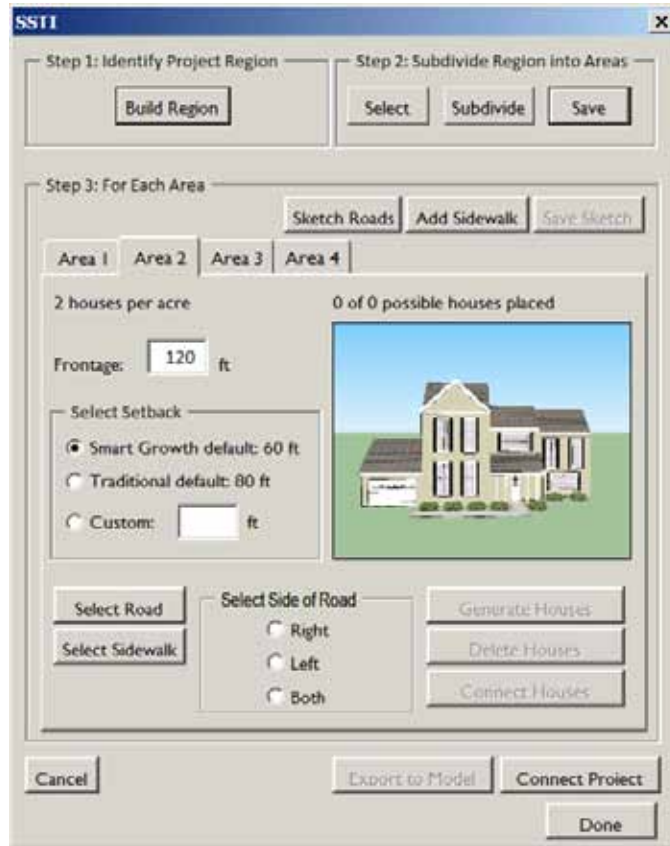 SSTI
Step 1: Identify Project Region
Step 2: Subdivide Region into Areas
Build Region
Select
Subdivide
Save
Step 3: For Each Area
Sketch Roads
Add Sidewalk
Save Sketch
Area 1
Area 2
Area 3
Area 4
2 houses per acre
0 of 0 possible houses placed
Frontage: 120 ft
Select Setback
Smart Growth default: 60 ft
Traditional default: 80 ft
Custom: ft
Select Road
Select Sidewalk
Select Side of Road
Right
Left
Both
Generate Houses
Delete Houses
Connect Houses
Cancel
Export to Model
Connect Project
Done